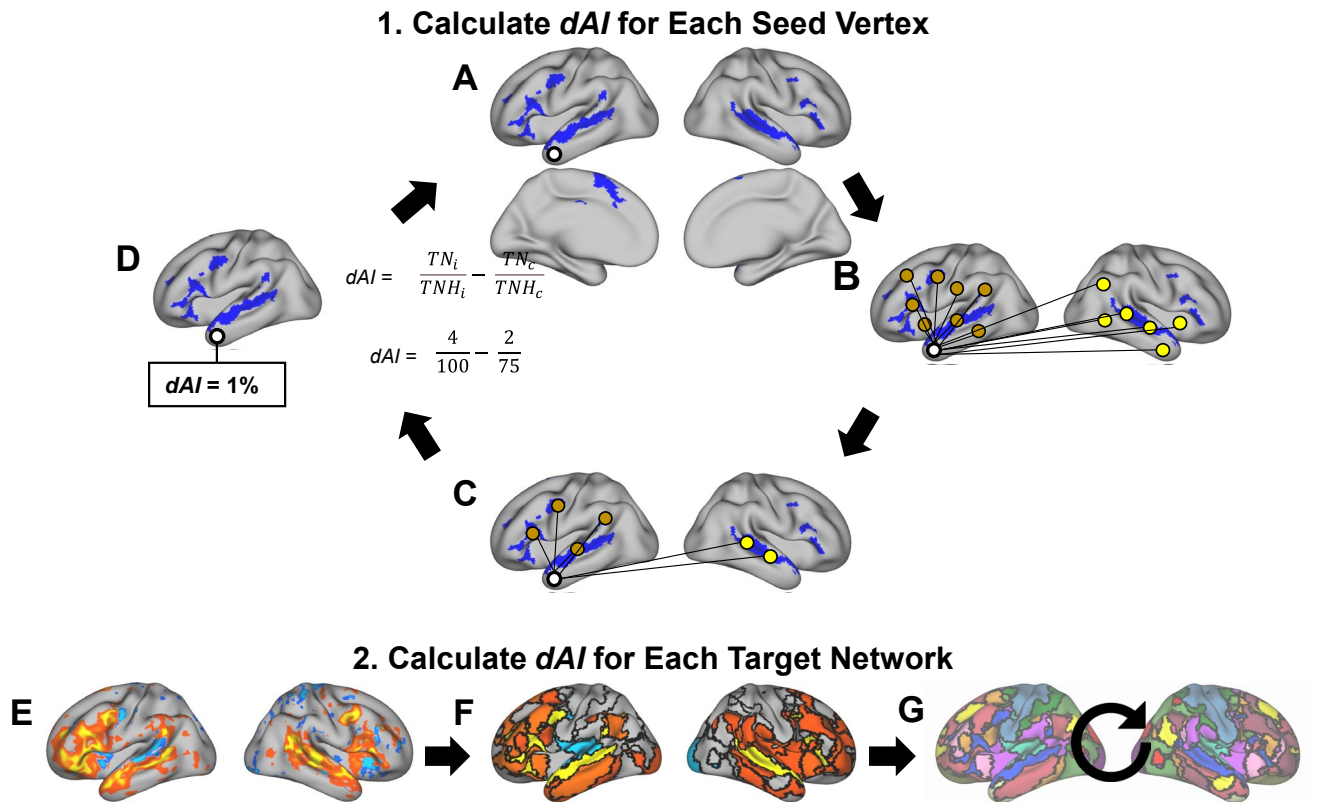 1. Calculate dAI for Each Seed Vertex
A
D
B
dAI = TN_i/TNH_i − TN_c/TNH_c
dAI = 4/100 − 2/75
dAI = 1%
C
2. Calculate dAI for Each Target Network
E
F
G